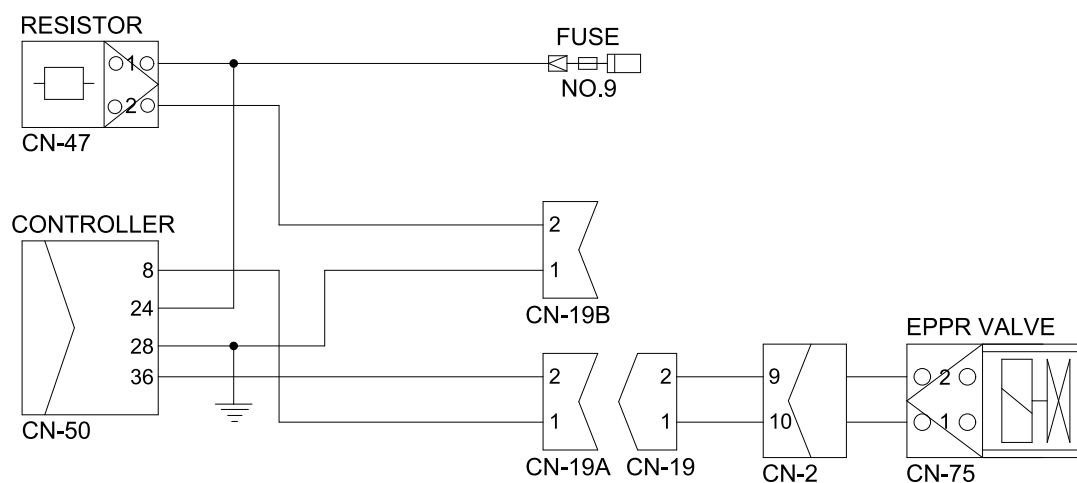 RESISTOR
1
2
CN-47
FUSE
NO.9
CONTROLLER
8
24
28
36
CN-50
2
1
CN-19B
2
1
CN-19A
2
1
CN-19
9
10
CN-2
EPPR VALVE
2
1
CN-75